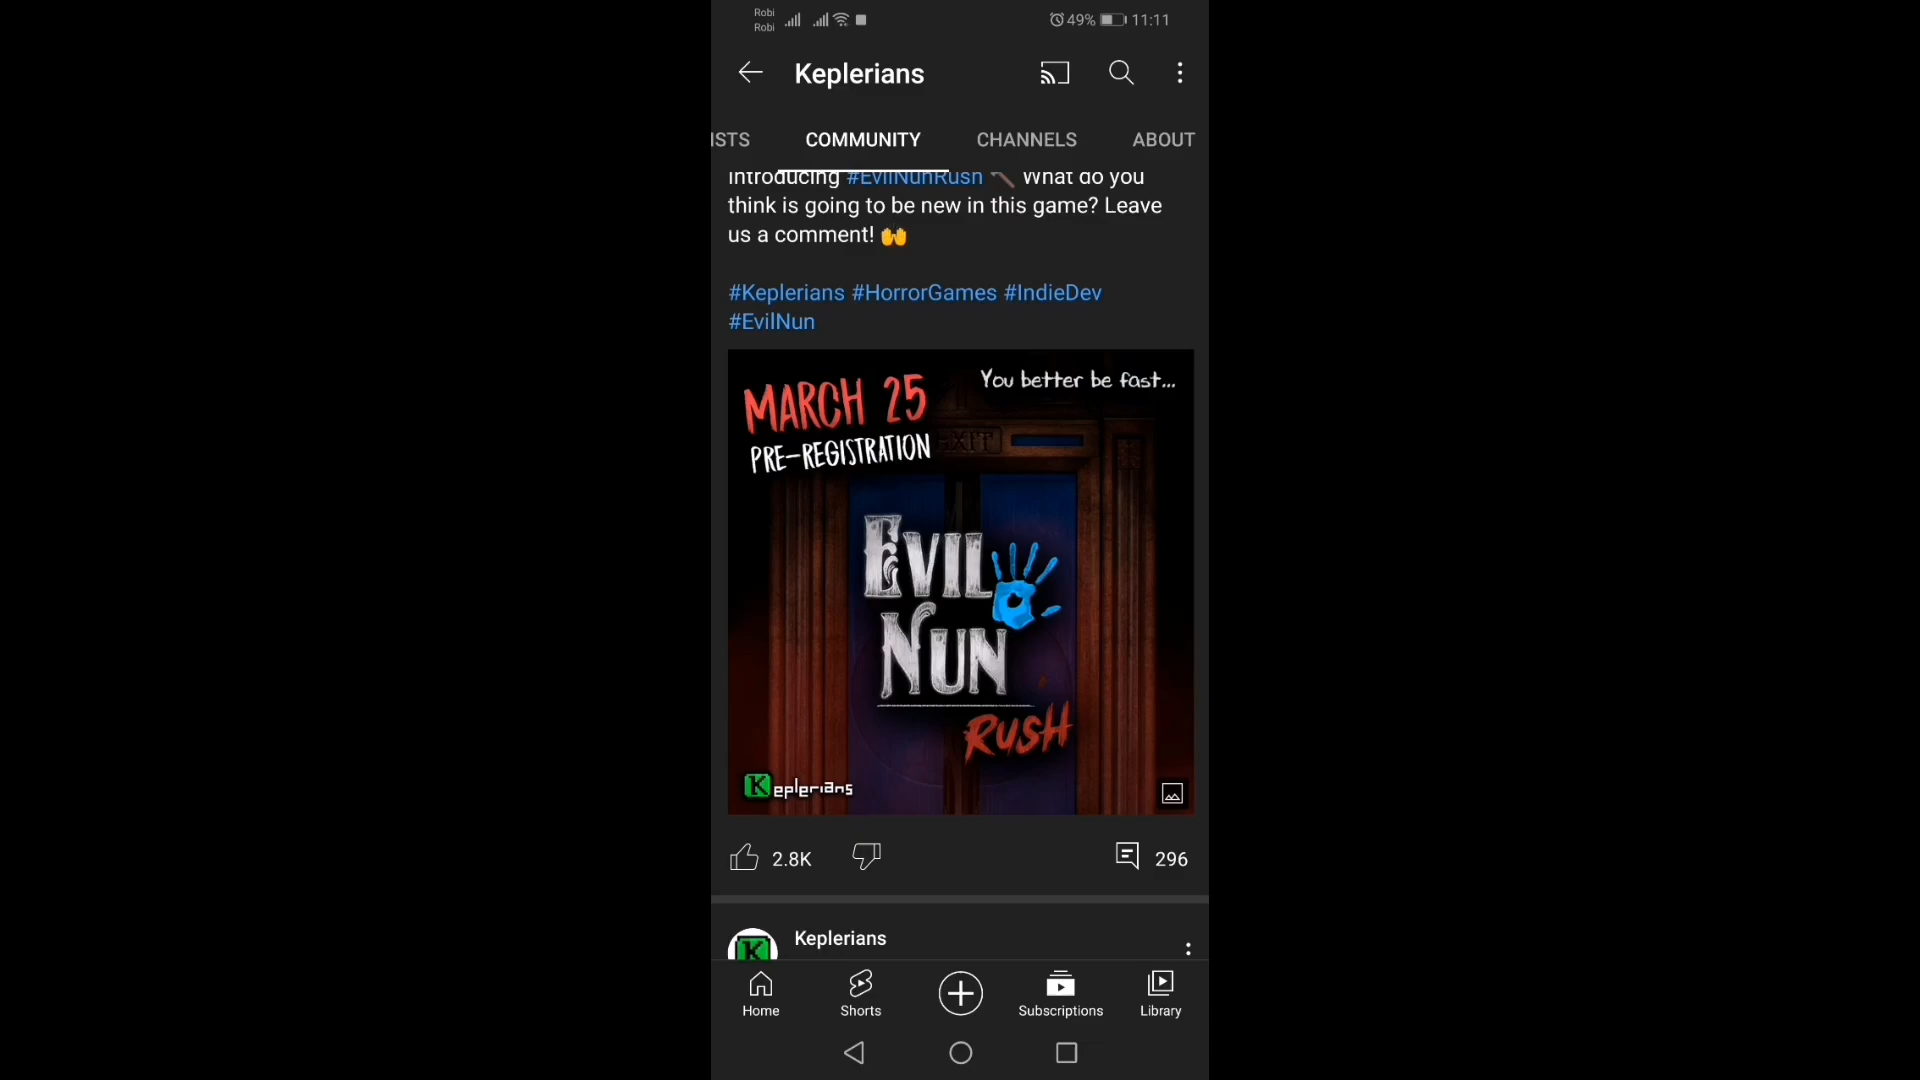 Robi
Robi
49%
11:11
Keplerians
ISTS COMMUNITY CHANNELS ABOUT
Introducing #EvilNunRush What do you
think is going to be new in this game? Leave
us a comment!
#Keplerians #HorrorGames #IndieDev
#EvilNun
MARCH 25
PRE-REGISTRATION
You better be fast...
EXIT
EVIL
NUN
RUSH
Keplerians
2.8K
296
Keplerians
Home Shorts Subscriptions Library